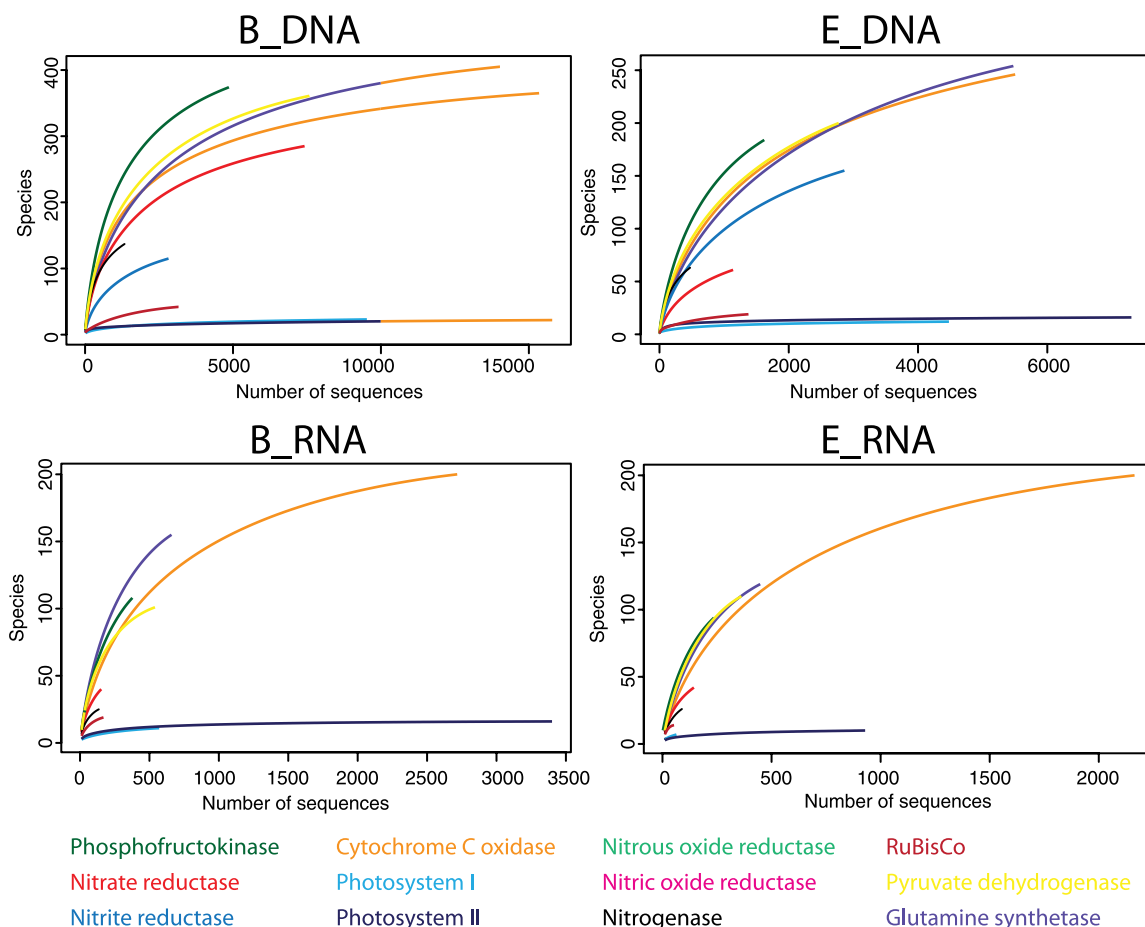 B_DNA
E_DNA
Species
0
100
200
300
400
0
5000
10000
15000
Number of sequences
Species
0
50
100
150
200
250
0
2000
4000
6000
Number of sequences
B_RNA
E_RNA
Species
0
50
100
150
200
0
500
1000
1500
2000
2500
3000
3500
Number of sequences
Species
0
50
100
150
200
0
500
1000
1500
2000
Number of sequences
Phosphofructokinase
Cytochrome C oxidase
Nitrous oxide reductase
RuBisCo
Nitrate reductase
Photosystem I
Nitric oxide reductase
Pyruvate dehydrogenase
Nitrite reductase
Photosystem II
Nitrogenase
Glutamine synthetase